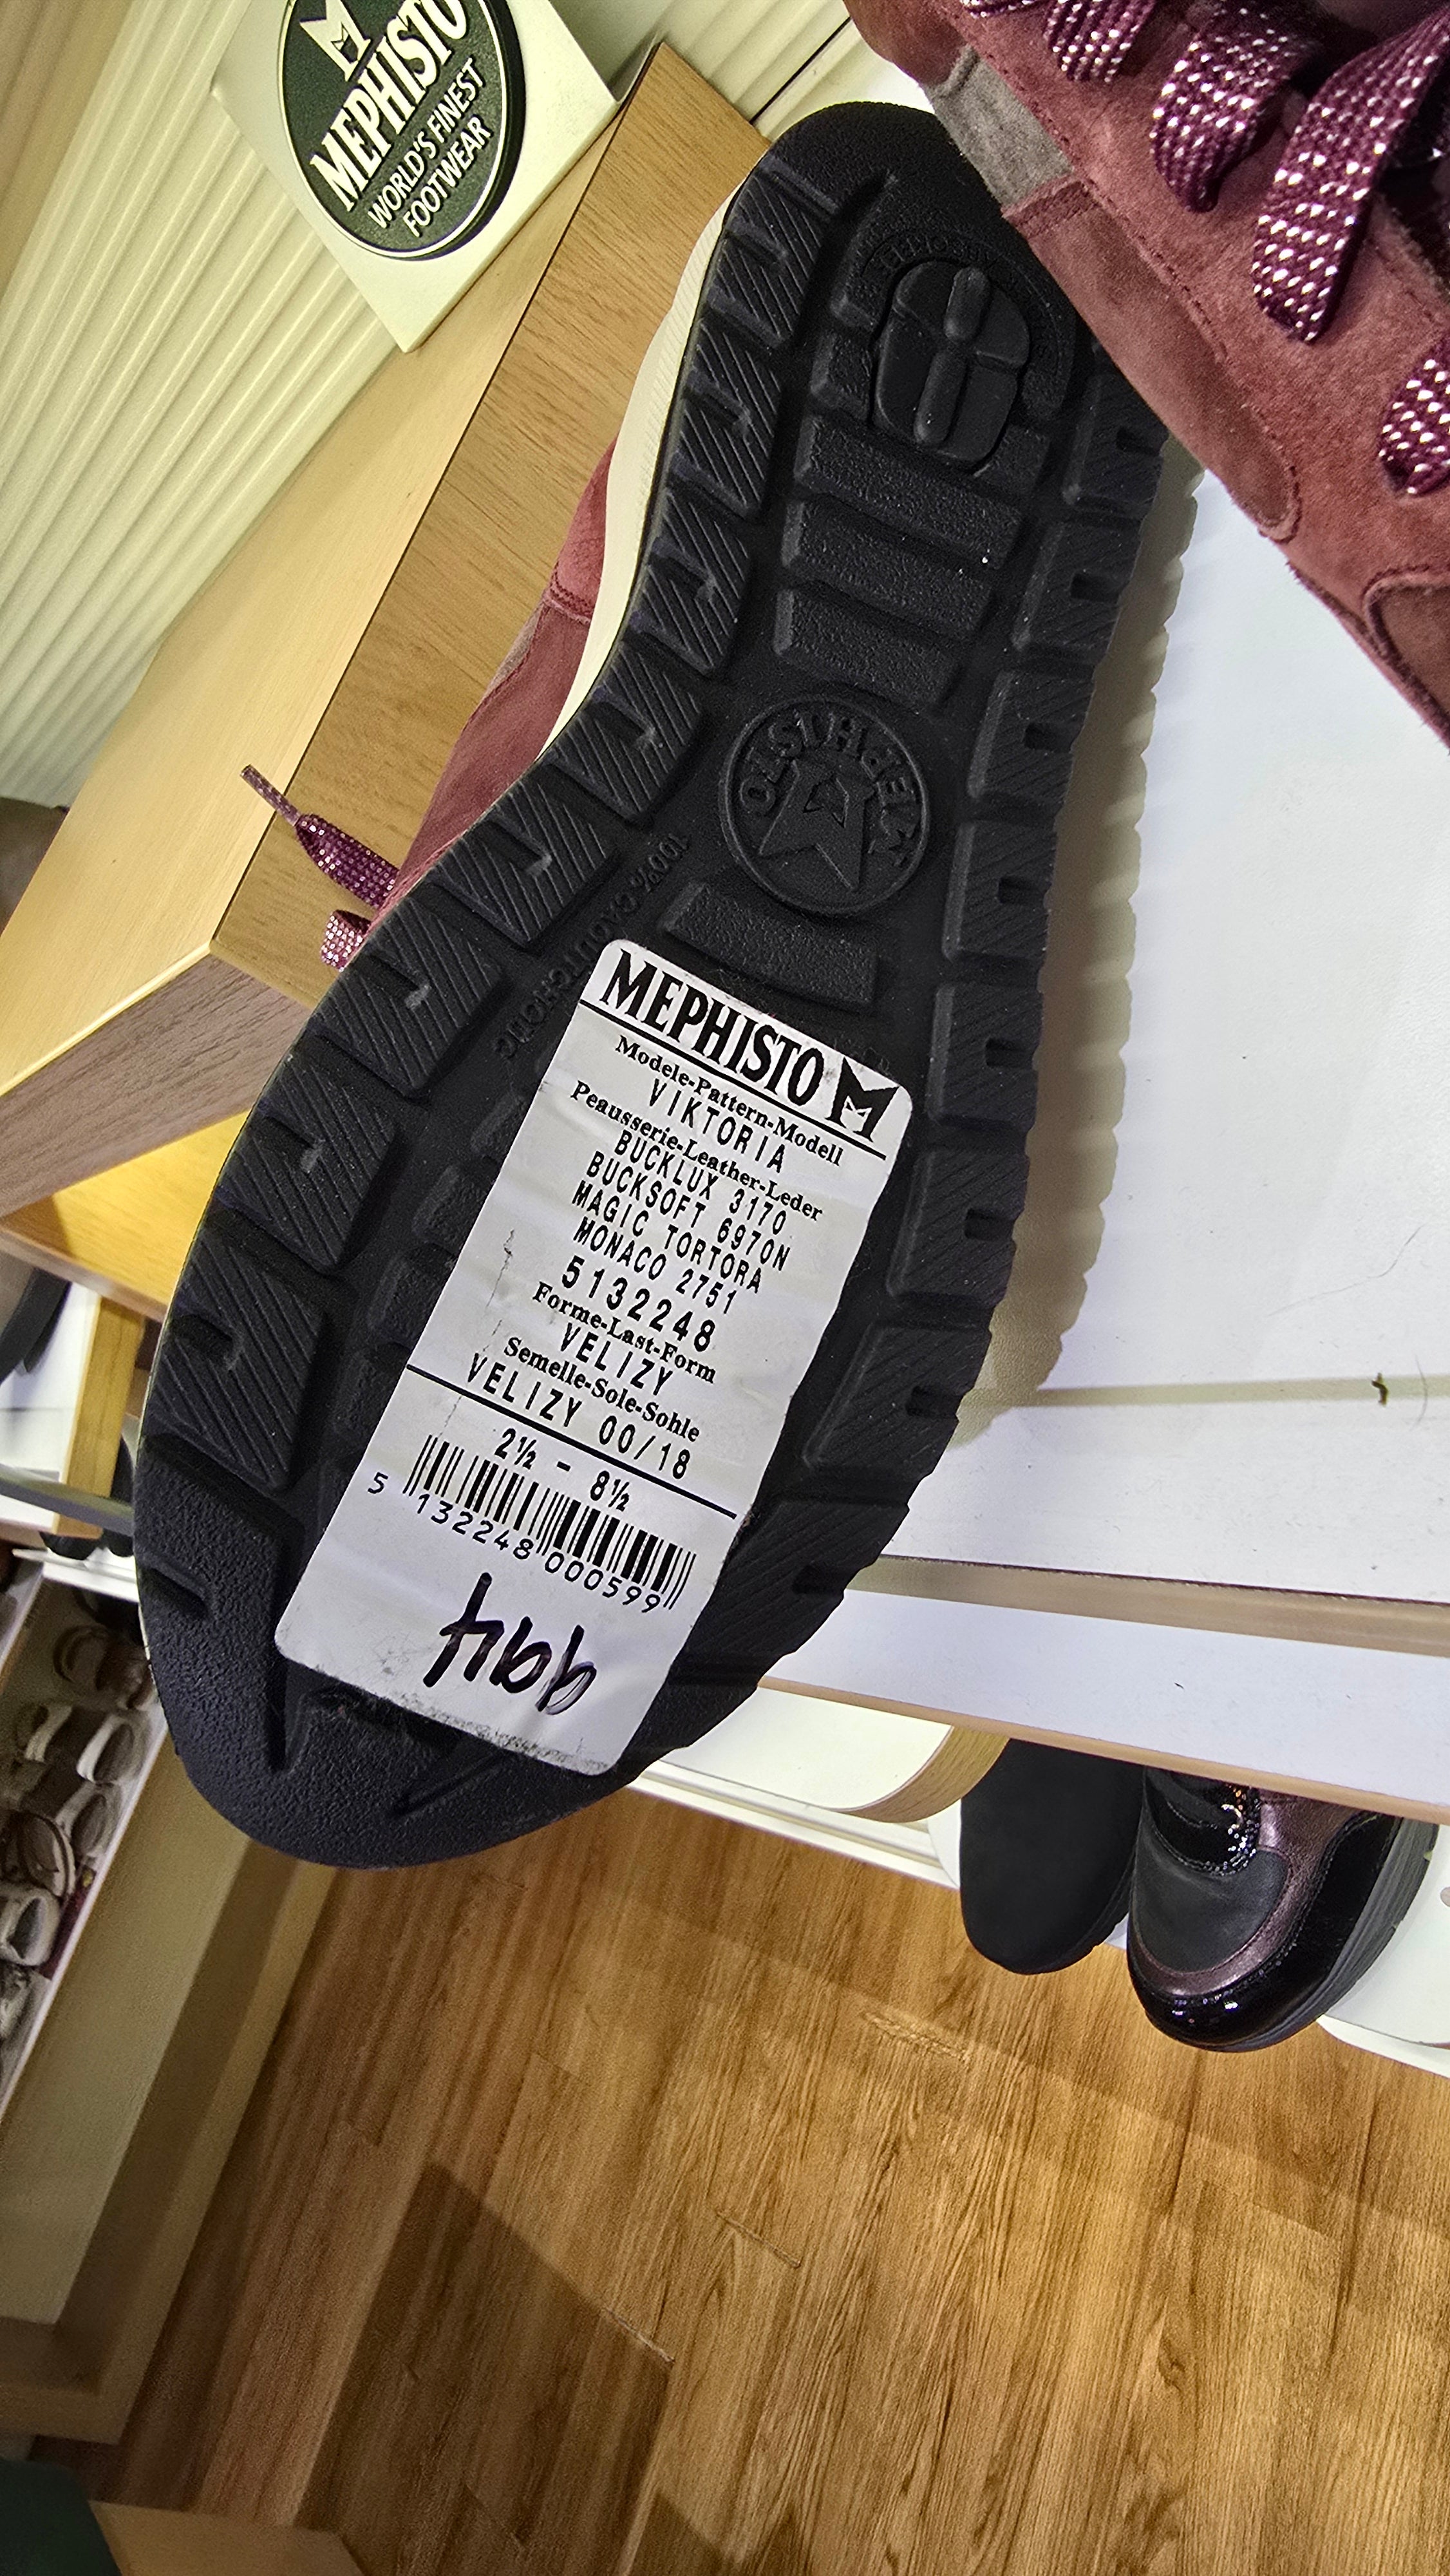 MEPHISTO
WORLD'S FINEST
FOOTWEAR
MEPHISTO
100% CAOUTCHOUC
MEPHISTO
Modele-Pattern-Modell
VIKTORIA
Peausserie-Leather-Leder
BUCKLUX 3170
BUCKSOFT 6970N
MAGIC TORTORA
MONACO 2751
5132248
Forme-Last-Form
VELIZY
Semelle-Sole-Sohle
VELIZY 00/18
2½ - 8½
5 132248 000599